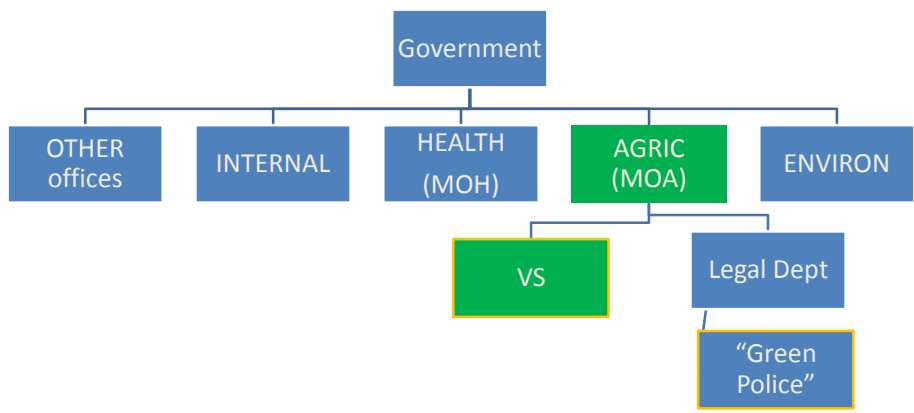 Government
OTHER
offices
INTERNAL
HEALTH
(MOH)
AGRIC
(MOA)
ENVIRON
VS
Legal Dept
“Green
Police”